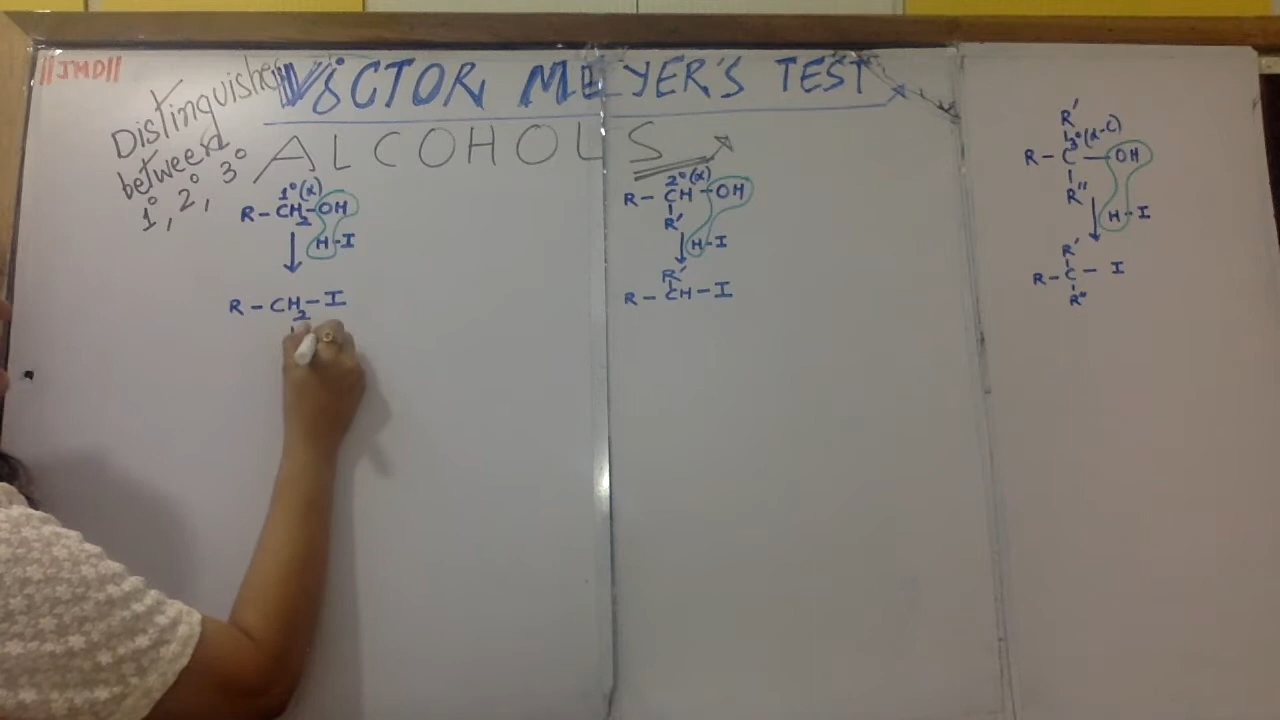 ||JMD||
VICTOR MEYER'S TEST
Distinguishes
between
1°, 2°, 3°
ALCOHOLS
1°(α)
R-CH2-OH
H-I
R-CH2-I
2°(α)
R-CH-OH
R'
H-I
R'
R-CH-I
R'
3°(α-C)
R-C-OH
R''
H-I
R'
R-C-I
R''